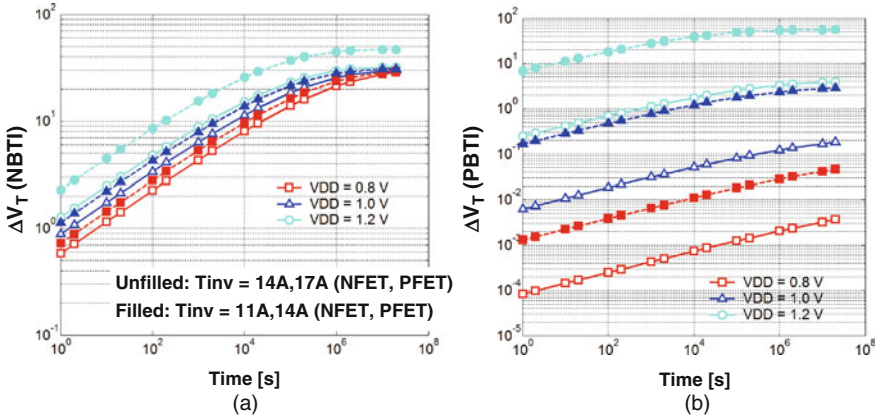 10²
10¹
10⁰
10⁻¹
ΔV_T (NBTI)
VDD = 0.8 V
VDD = 1.0 V
VDD = 1.2 V
Unfilled: Tinv = 14A,17A (NFET, PFET)
Filled: Tinv = 11A,14A (NFET, PFET)
10⁰ 10² 10⁴ 10⁶ 10⁸
Time [s]
(a)
10²
10¹
10⁰
10⁻¹
10⁻²
10⁻³
10⁻⁴
10⁻⁵
ΔV_T (PBTI)
VDD = 0.8 V
VDD = 1.0 V
VDD = 1.2 V
10⁰ 10² 10⁴ 10⁶ 10⁸
Time [s]
(b)